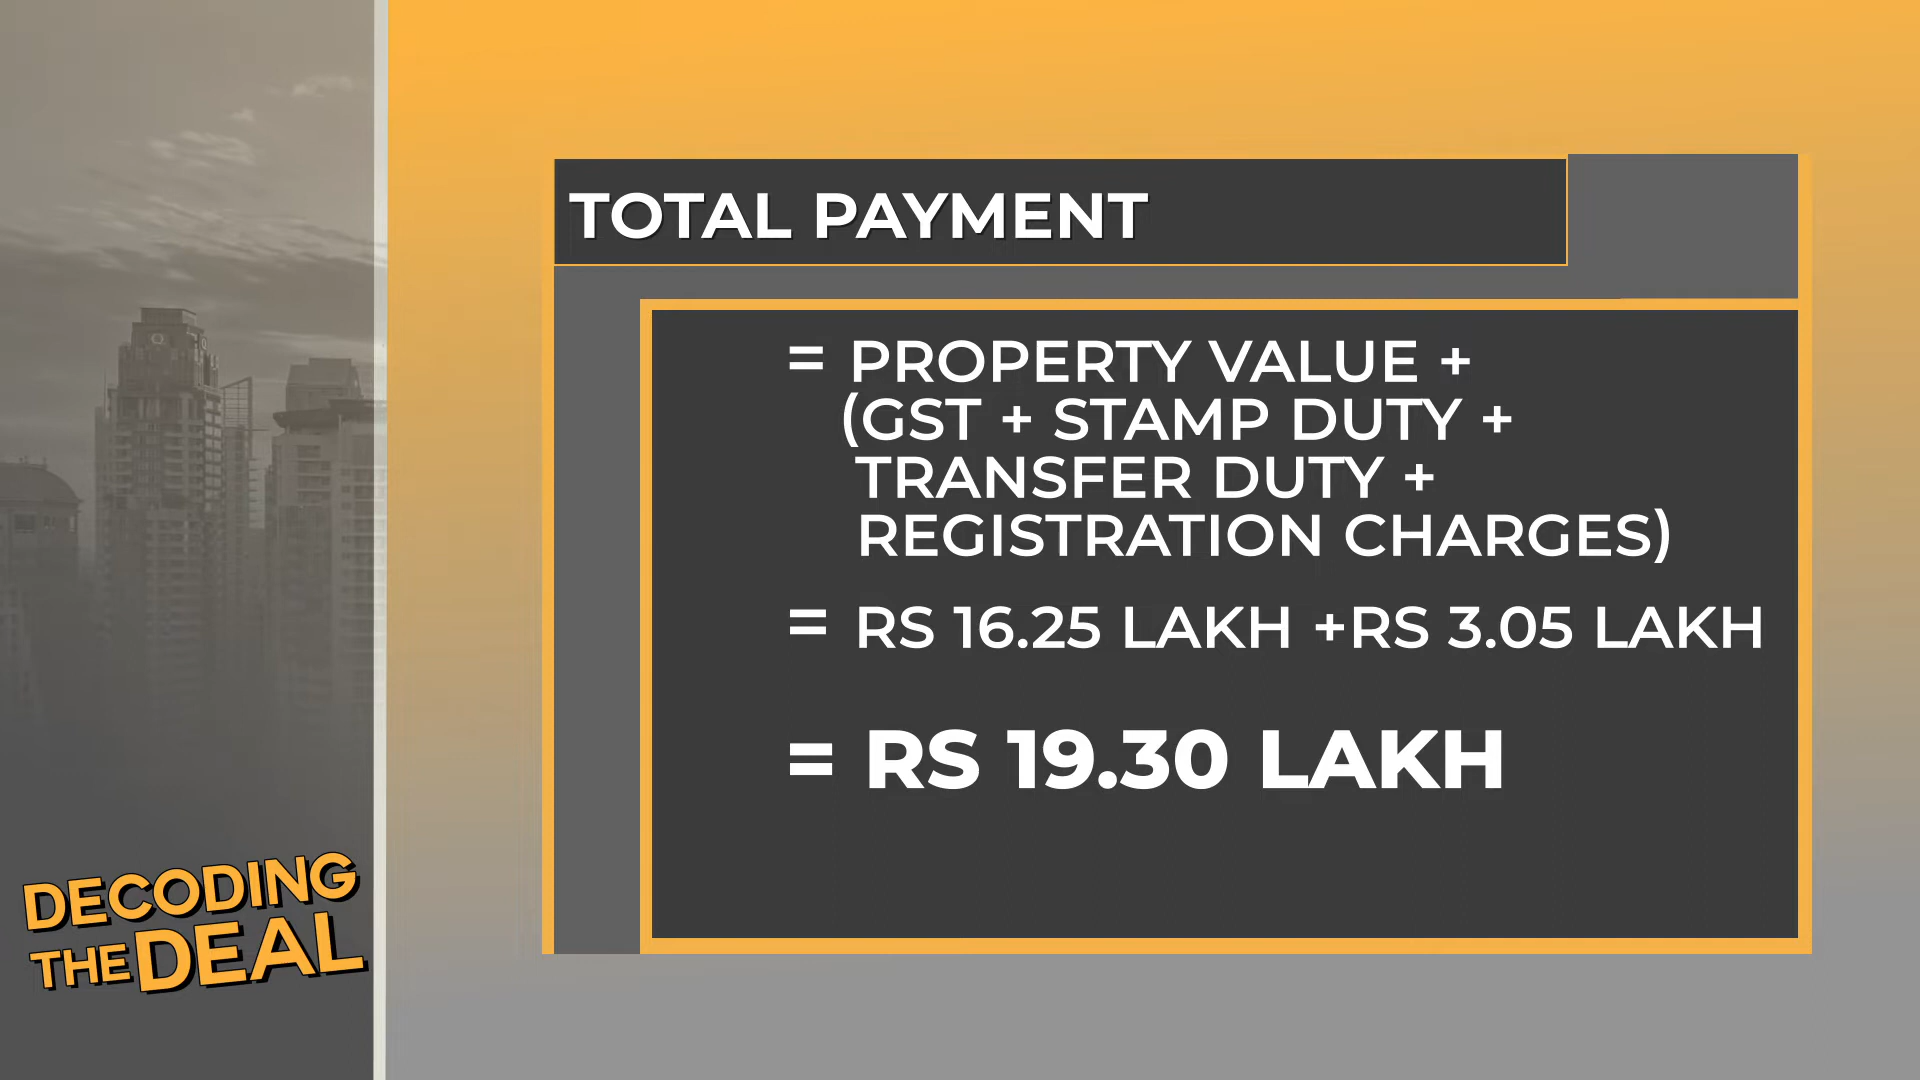 TOTAL PAYMENT
= PROPERTY VALUE +
(GST + STAMP DUTY +
TRANSFER DUTY +
REGISTRATION CHARGES)
= RS 16.25 LAKH +RS 3.05 LAKH
= RS 19.30 LAKH
DECODING
THE DEAL